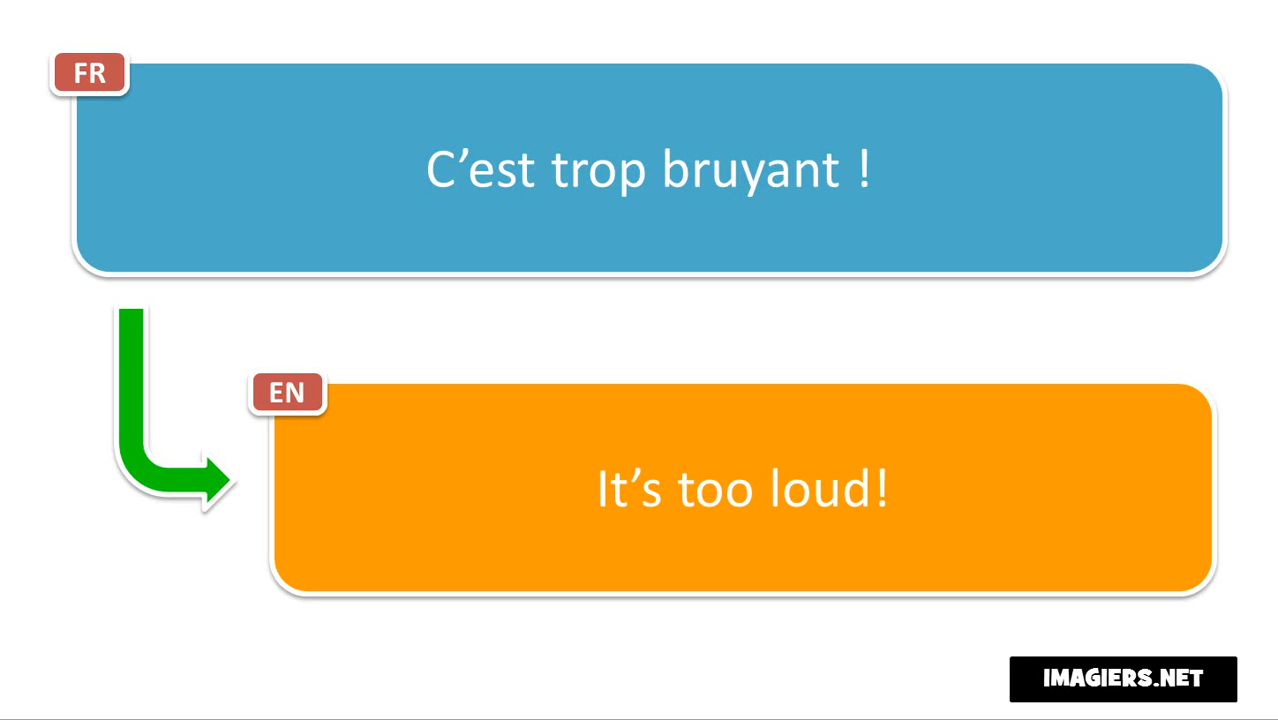 FR
C’est trop bruyant !
EN
It’s too loud!
IMAGIERS.NET